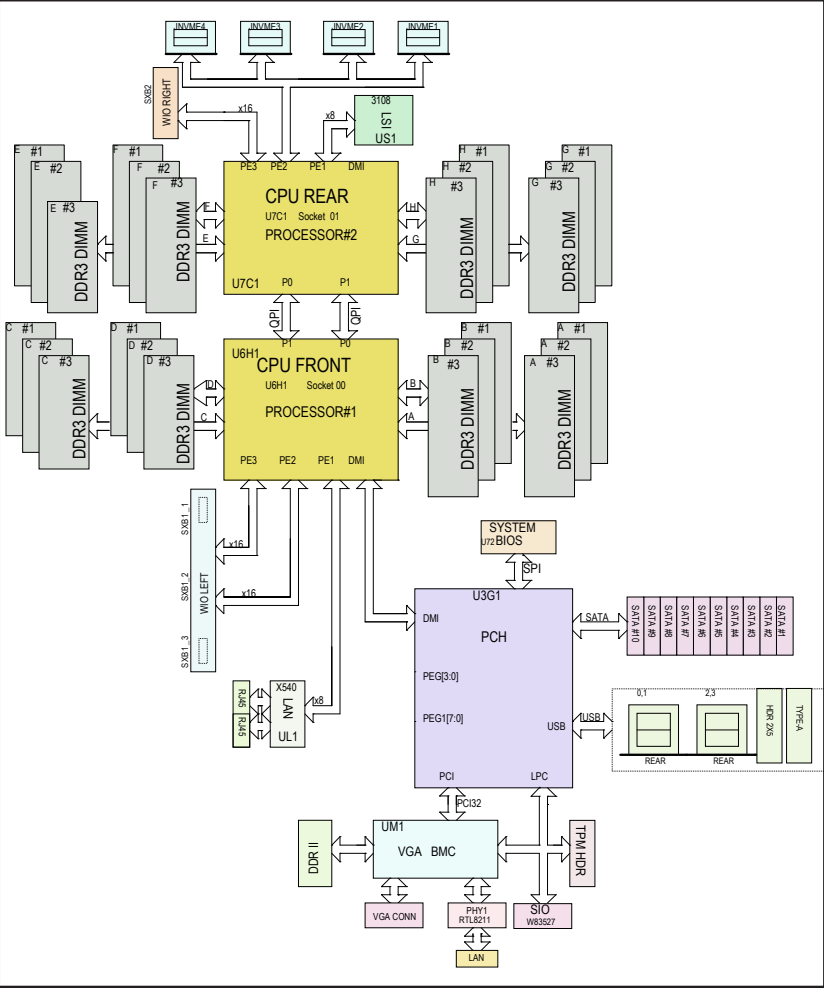 INVME4
INVME3
INVME2
INVME1
SXB2
WIO RIGHT
x16
x8
3108
LSI
US1
PE3
PE2
PE1
DMI
CPU REAR
U7C1 Socket 01
PROCESSOR#2
U7C1
P0
P1
E #1
E #2
E #3
DDR3 DIMM
F #1
F #2
F #3
DDR3 DIMM
F
E
H
G
H #1
H #2
H #3
DDR3 DIMM
G #1
G #2
G #3
DDR3 DIMM
QPI
QPI
P1
P0
U6H1
CPU FRONT
U6H1 Socket 00
PROCESSOR#1
PE3
PE2
PE1
DMI
C #1
C #2
C #3
DDR3 DIMM
D #1
D #2
D #3
DDR3 DIMM
D
C
B
A
B #1
B #2
B #3
DDR3 DIMM
A #1
A #2
A #3
DDR3 DIMM
SXB1_1
SXB1_2
SXB1_3
WIO LEFT
x16
x16
SYSTEM
U72 BIOS
SPI
U3G1
DMI
PCH
PEG[3:0]
PEG1[7:0]
USB
PCI
LPC
SATA
SATA #10
SATA #9
SATA #8
SATA #7
SATA #6
SATA #5
SATA #4
SATA #3
SATA #2
SATA #1
USB
0,1
2,3
REAR
REAR
HDR 2X5
TYPE-A
RJ45
RJ45
X540
LAN
UL1
x8
PCI32
UM1
VGA BMC
DDR II
TPM HDR
VGA CONN
PHY1
RTL8211
SIO
W83527
LAN